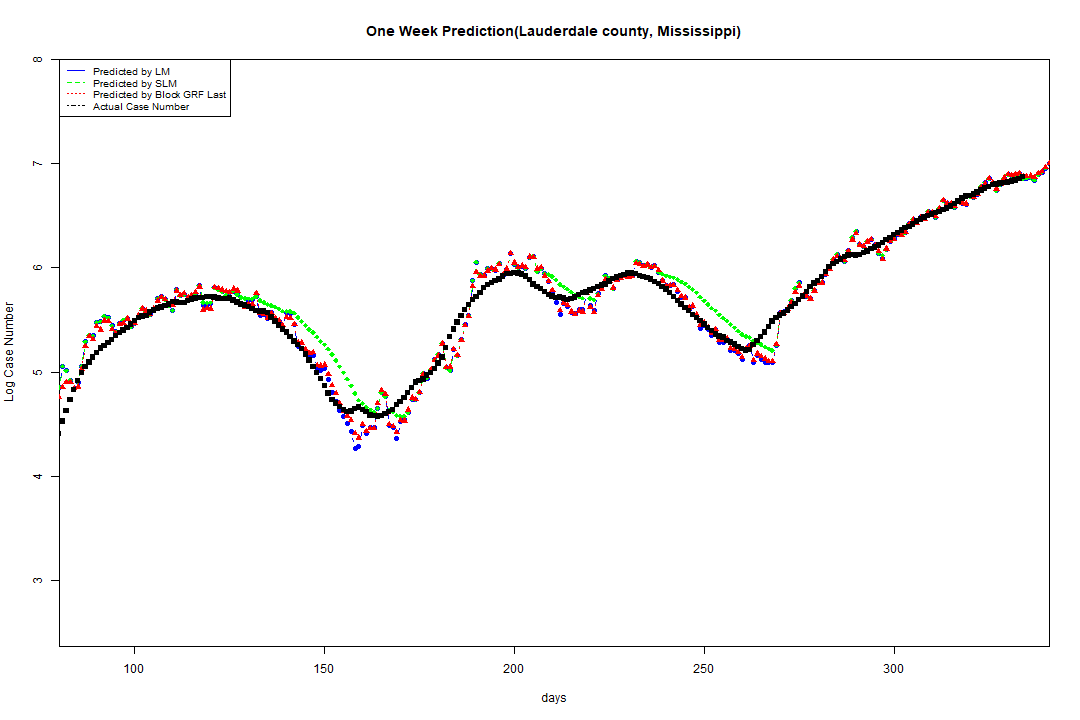 One Week Prediction(Lauderdale county, Mississippi)
Predicted by LM
Predicted by SLM
Predicted by Block GRF Last
Actual Case Number
8
7
6
5
4
3
Log Case Number
100 150 200 250 300
days